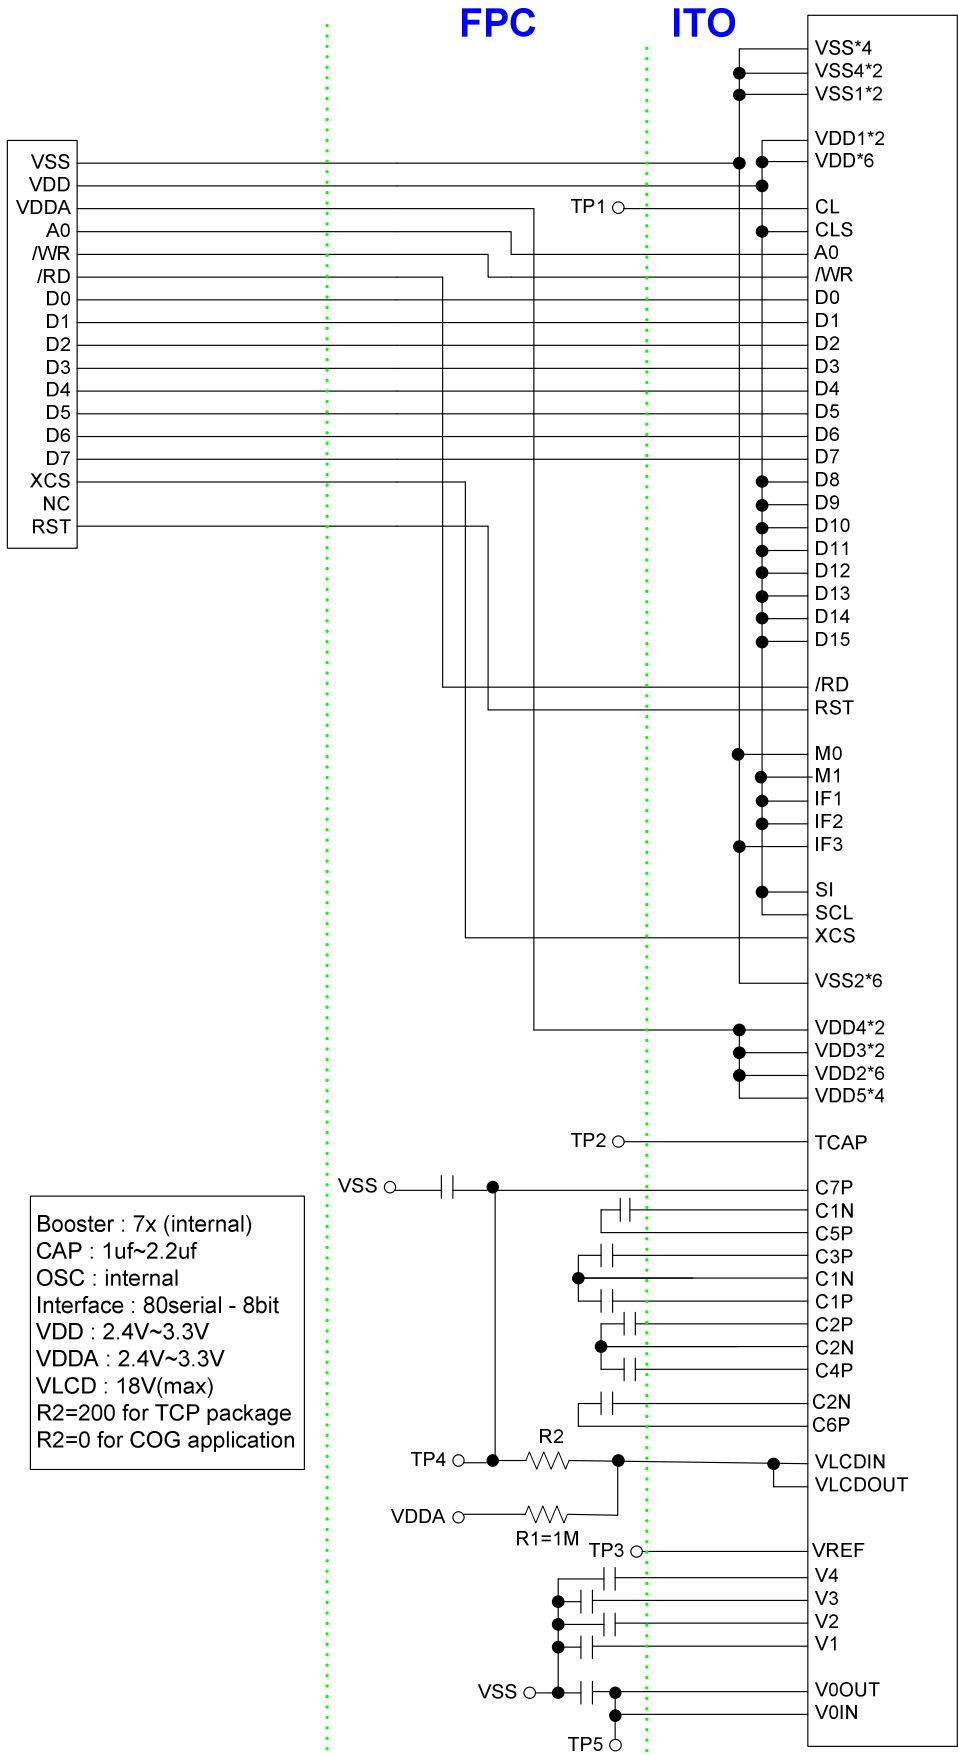 FPC
ITO
VSS
VDD
VDDA
A0
/WR
/RD
D0
D1
D2
D3
D4
D5
D6
D7
XCS
NC
RST
VSS*4
VSS4*2
VSS1*2
VDD1*2
VDD*6
TP1
CL
CLS
A0
/WR
D0
D1
D2
D3
D4
D5
D6
D7
D8
D9
D10
D11
D12
D13
D14
D15
/RD
RST
M0
M1
IF1
IF2
IF3
SI
SCL
XCS
VSS2*6
VDD4*2
VDD3*2
VDD2*6
VDD5*4
TP2
TCAP
VSS
C7P
C1N
C5P
C3P
C1N
C1P
C2P
C2N
C4P
C2N
C6P
Booster : 7x (internal)
CAP : 1uf~2.2uf
OSC : internal
Interface : 80serial - 8bit
VDD : 2.4V~3.3V
VDDA : 2.4V~3.3V
VLCD : 18V(max)
R2=200 for TCP package
R2=0 for COG application
R2
TP4
VLCDIN
VLCDOUT
VDDA
R1=1M
TP3
VREF
V4
V3
V2
V1
VSS
V0OUT
V0IN
TP5